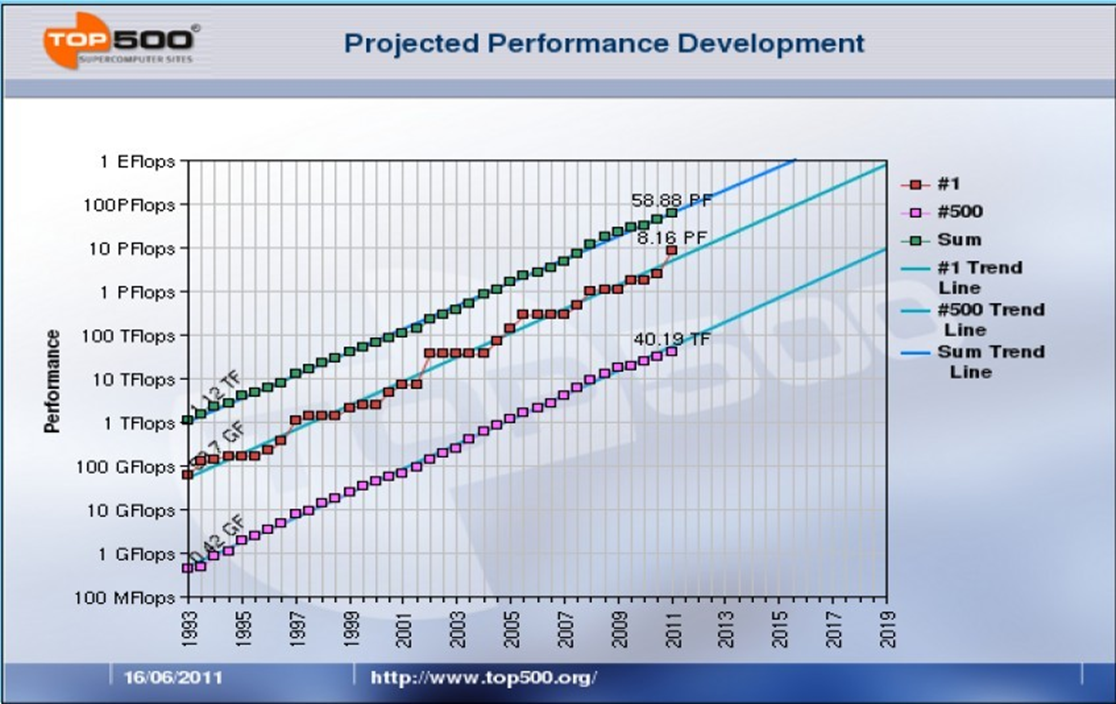 TOP500®
SUPERCOMPUTER SITES
Projected Performance Development
1 EFlops
100PFlops
10 PFlops
1 PFlops
100 TFlops
10 TFlops
1 TFlops
100 GFlops
10 GFlops
1 GFlops
100 MFlops
Performance
58.88 PF
8.16 PF
40.19 TF
1.12 TF
GF
0.42 GF
1993
1995
1997
1999
2001
2003
2005
2007
2009
2011
2013
2015
2017
2019
#1
#500
Sum
#1 Trend
Line
#500 Trend
Line
Sum Trend
Line
16/06/2011
http://www.top500.org/